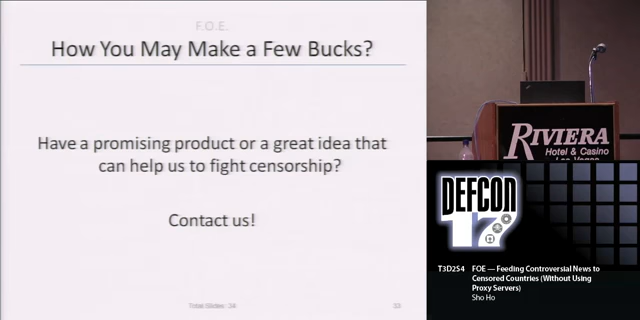 F.O.E.
How You May Make a Few Bucks?
Have a promising product or a great idea that
can help us to fight censorship?
Contact us!
Total Slides: 34
33
RIVIERA
Hotel & Casino
Las Vegas
DEFCON
17
T3D2S4
FOE — Feeding Controversial News to
Censored Countries (Without Using
Proxy Servers)
Sho Ho